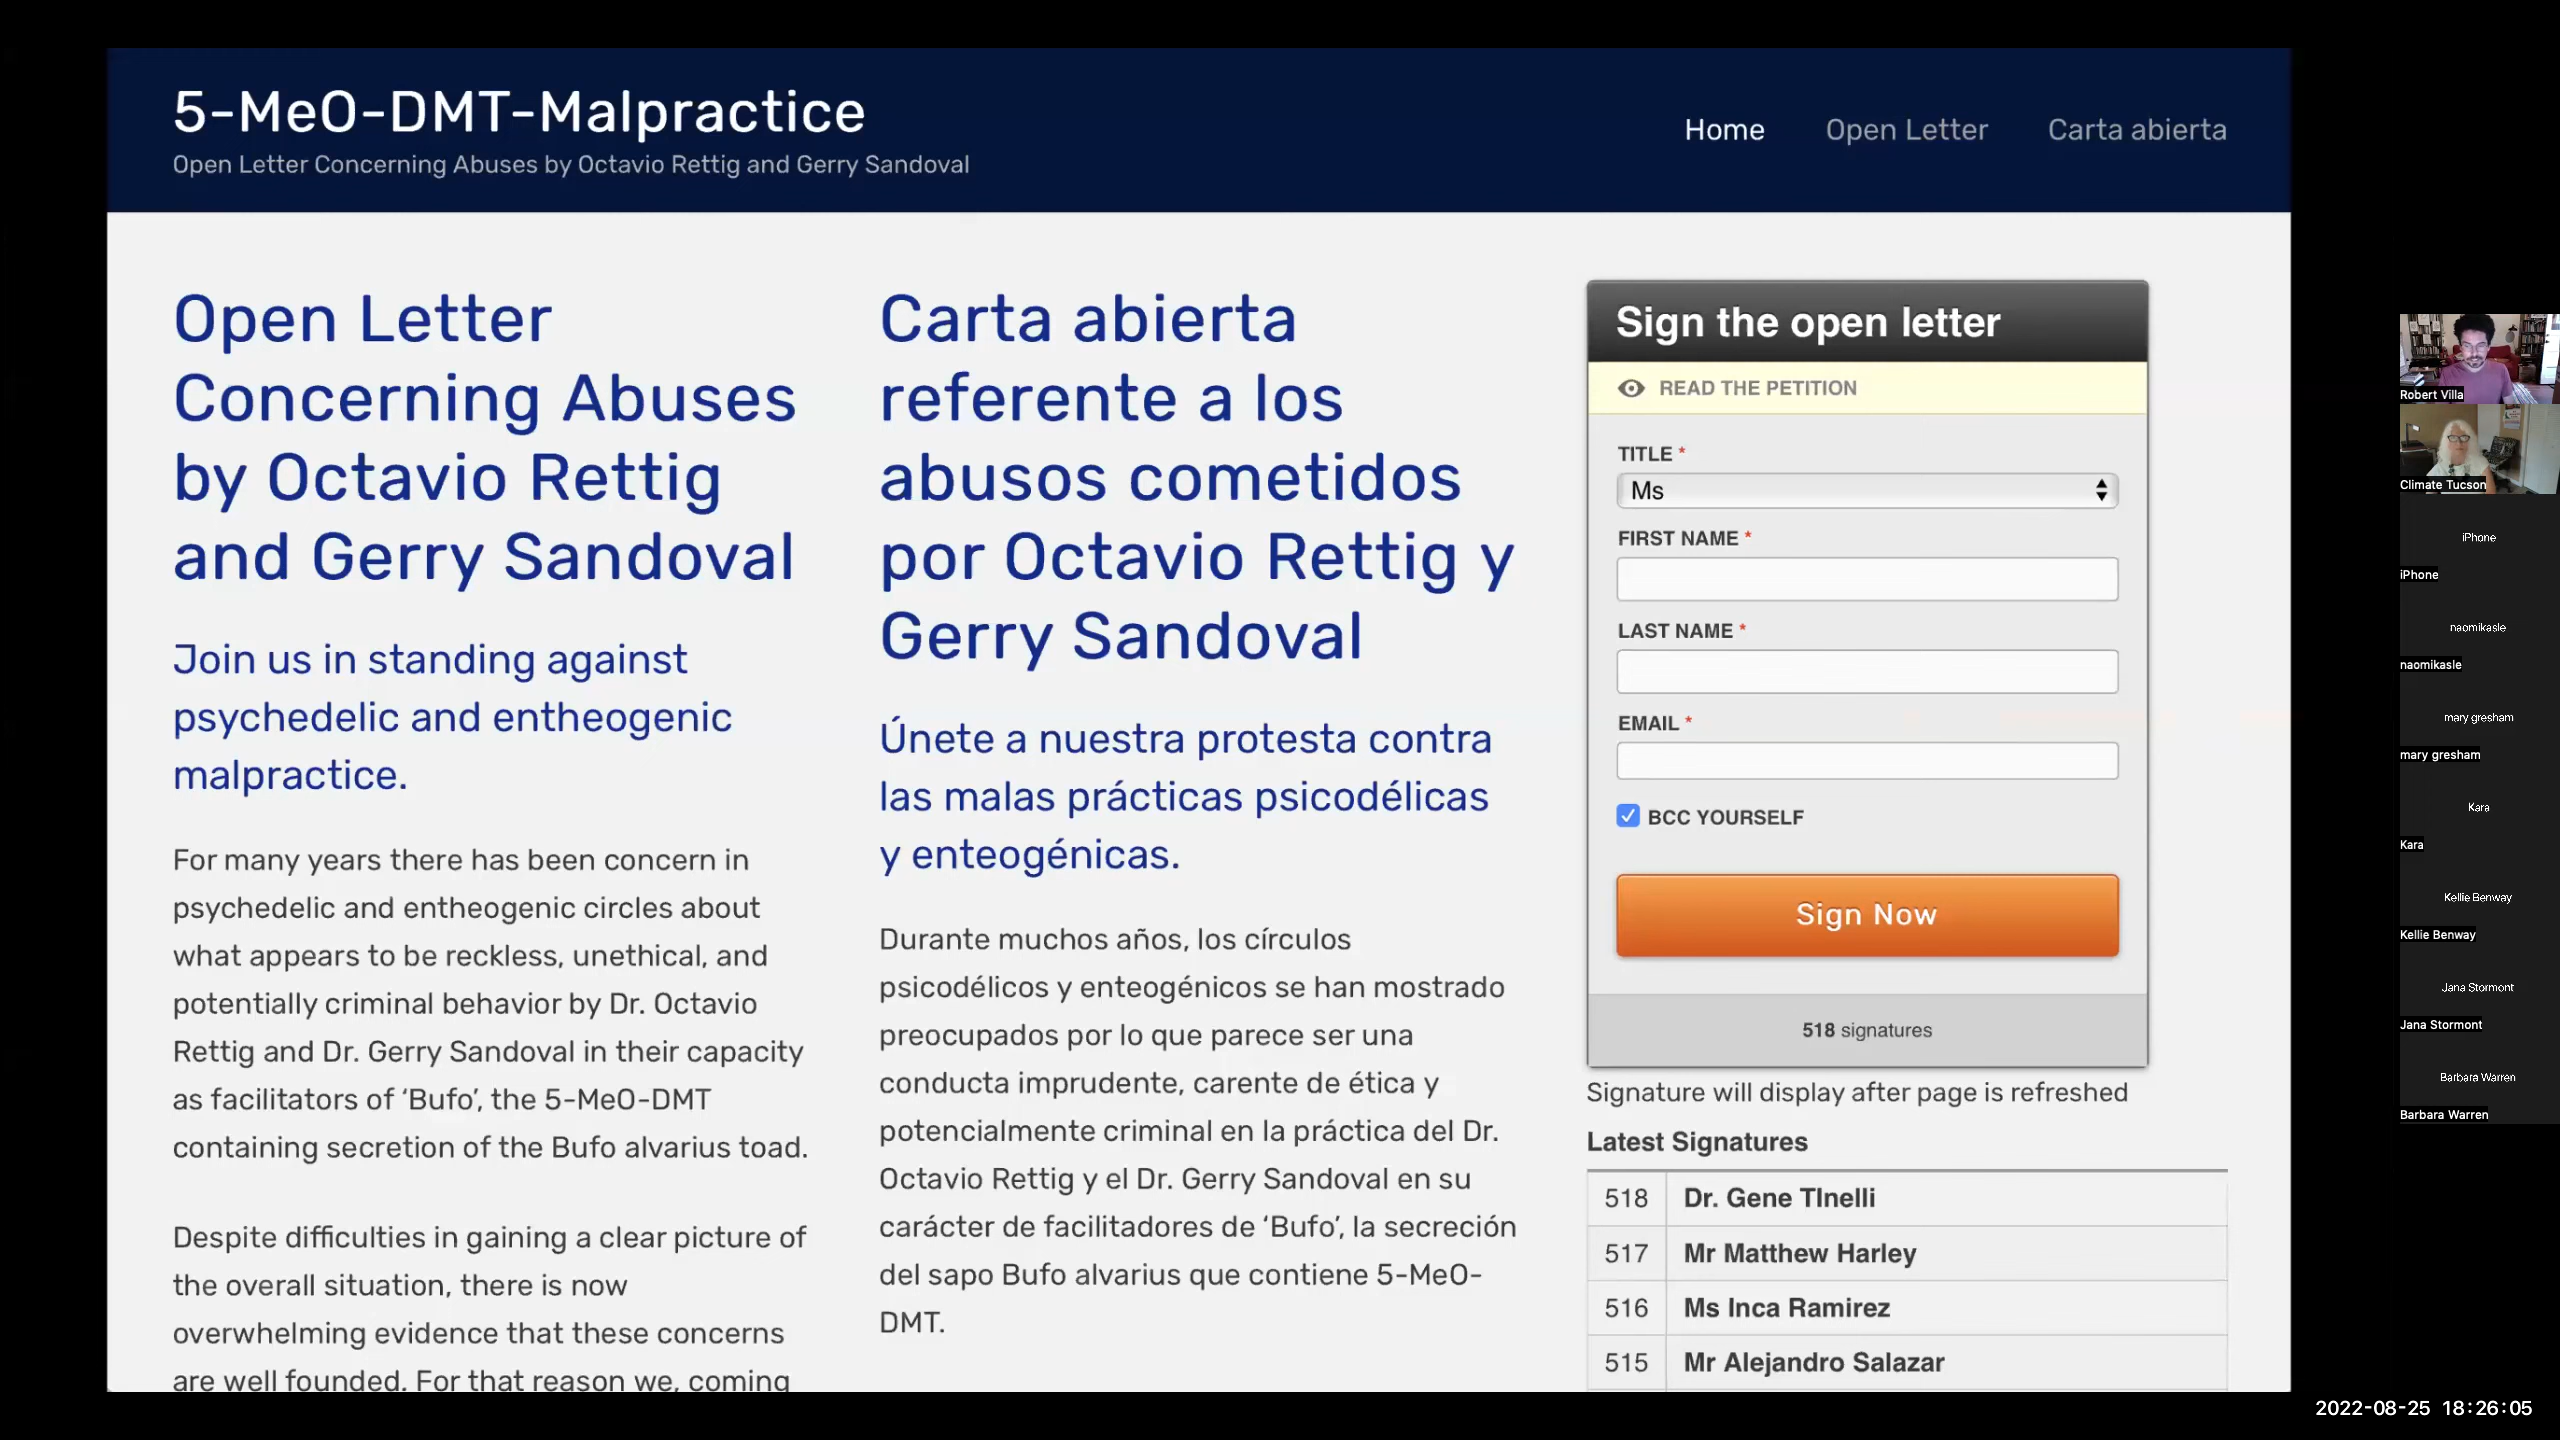 5-MeO-DMT-Malpractice
Open Letter Concerning Abuses by Octavio Rettig and Gerry Sandoval
Home
Open Letter
Carta abierta
Open Letter
Concerning Abuses
by Octavio Rettig
and Gerry Sandoval
Join us in standing against
psychedelic and entheogenic
malpractice.
For many years there has been concern in
psychedelic and entheogenic circles about
what appears to be reckless, unethical, and
potentially criminal behavior by Dr. Octavio
Rettig and Dr. Gerry Sandoval in their capacity
as facilitators of ‘Bufo’, the 5-MeO-DMT
containing secretion of the Bufo alvarius toad.
Despite difficulties in gaining a clear picture of
the overall situation, there is now
overwhelming evidence that these concerns
are well founded. For that reason we, coming
Carta abierta
referente a los
abusos cometidos
por Octavio Rettig y
Gerry Sandoval
Únete a nuestra protesta contra
las malas prácticas psicodélicas
y enteogénicas.
Durante muchos años, los círculos
psicodélicos y enteogénicos se han mostrado
preocupados por lo que parece ser una
conducta imprudente, carente de ética y
potencialmente criminal en la práctica del Dr.
Octavio Rettig y el Dr. Gerry Sandoval en su
carácter de facilitadores de ‘Bufo’, la secreción
del sapo Bufo alvarius que contiene 5-MeO-
DMT.
Sign the open letter
READ THE PETITION
TITLE *
Ms
FIRST NAME *
LAST NAME *
EMAIL *
BCC YOURSELF
Sign Now
518 signatures
Signature will display after page is refreshed
Latest Signatures
518 Dr. Gene TInelli
517 Mr Matthew Harley
516 Ms Inca Ramirez
515 Mr Alejandro Salazar
Robert Villa
Climate Tucson
iPhone
iPhone
naomikasle
naomikasle
mary gresham
mary gresham
Kara
Kara
Kellie Benway
Kellie Benway
Jana Stormont
Jana Stormont
Barbara Warren
Barbara Warren
2022-08-25 18:26:05